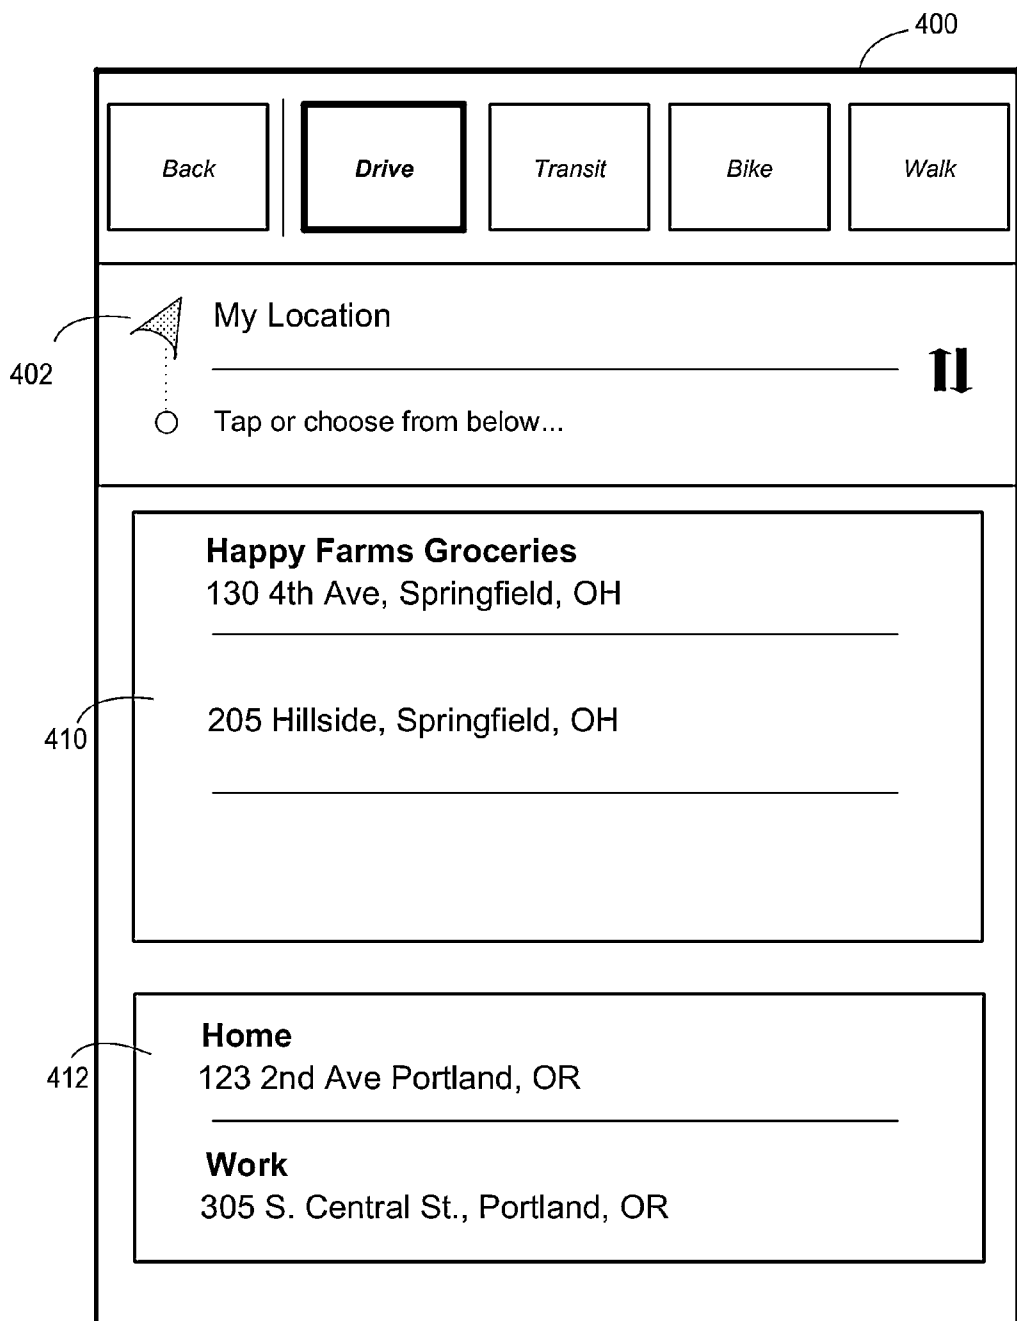 400
Back Drive Transit Bike Walk
My Location
402
Tap or choose from below...
Happy Farms Groceries
130 4th Ave, Springfield, OH
205 Hillside, Springfield, OH
410
Home
123 2nd Ave Portland, OR
412
Work
305 S. Central St., Portland, OR